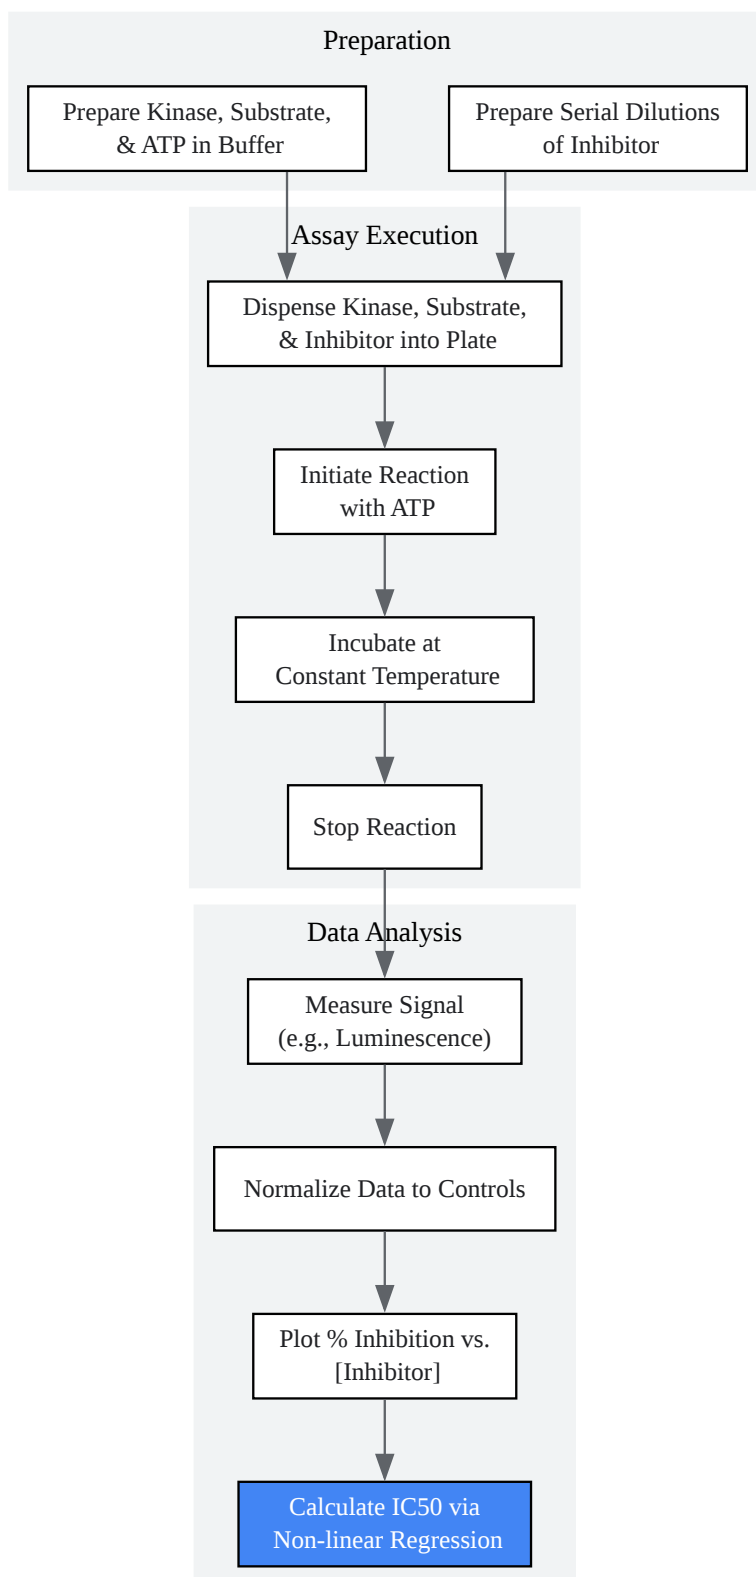 Preparation
Prepare Kinase, Substrate,
& ATP in Buffer
Prepare Serial Dilutions
of Inhibitor
Assay Execution
Dispense Kinase, Substrate,
& Inhibitor into Plate
Initiate Reaction
with ATP
Incubate at
Constant Temperature
Stop Reaction
Data Analysis
Measure Signal
(e.g., Luminescence)
Normalize Data to Controls
Plot % Inhibition vs.
[Inhibitor]
Calculate IC50 via
Non-linear Regression